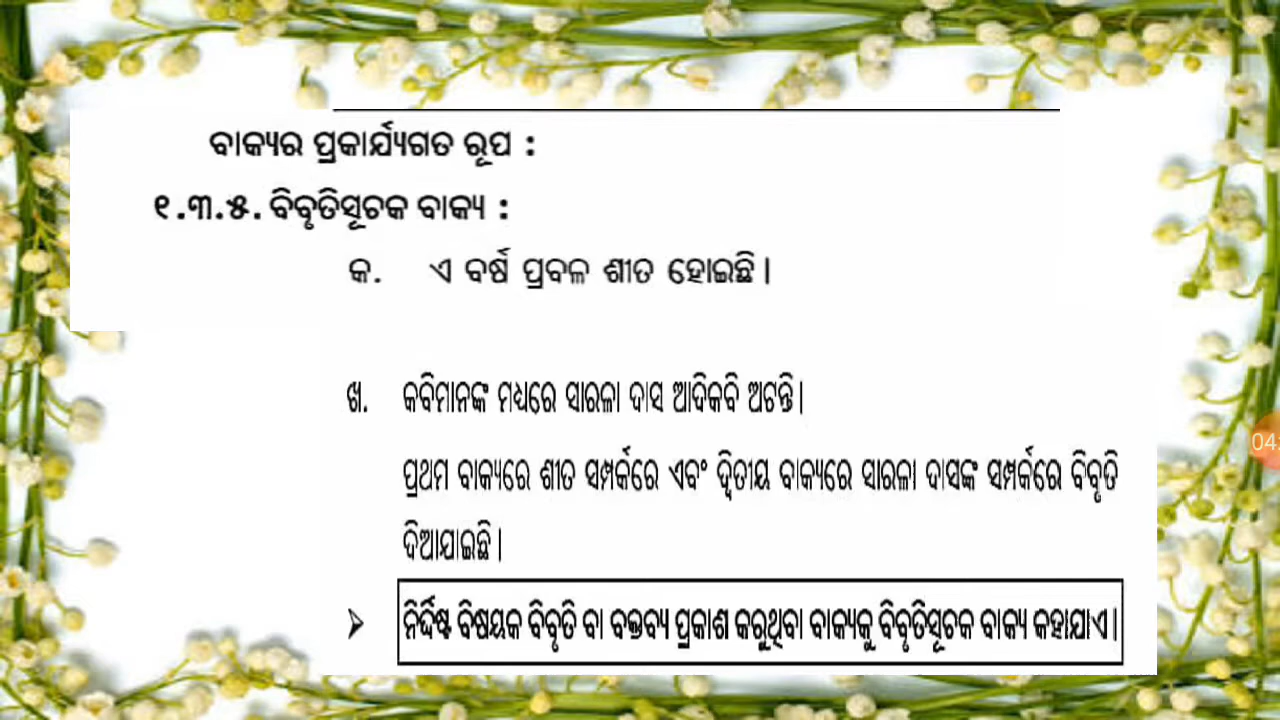 ବାକ୍ୟର ପ୍ରକାର୍ଯ୍ୟଗତ ରୂପ :
୧.୩.୫. ବିବୃତିସୂଚକ ବାକ୍ୟ :
କ. ଏ ବର୍ଷ ପ୍ରବଳ ଶୀତ ହୋଇଛି ।
ଖ. କବିମାନଙ୍କ ମଧ୍ୟରେ ସାରଳା ଦାସ ଆଦିକବି ଅଟନ୍ତି ।
ପ୍ରଥମ ବାକ୍ୟରେ ଶୀତ ସମ୍ପର୍କରେ ଏବଂ ଦ୍ୱିତୀୟ ବାକ୍ୟରେ ସାରଳା ଦାସଙ୍କ ସମ୍ପର୍କରେ ବିବୃତି
ଦିଆଯାଇଛି ।
➢ ନିର୍ଦ୍ଦିଷ୍ଟ ବିଷୟକ ବିବୃତି ବା ବକ୍ତବ୍ୟ ପ୍ରକାଶ କରୁଥିବା ବାକ୍ୟକୁ ବିବୃତିସୂଚକ ବାକ୍ୟ କହାଯାଏ ।